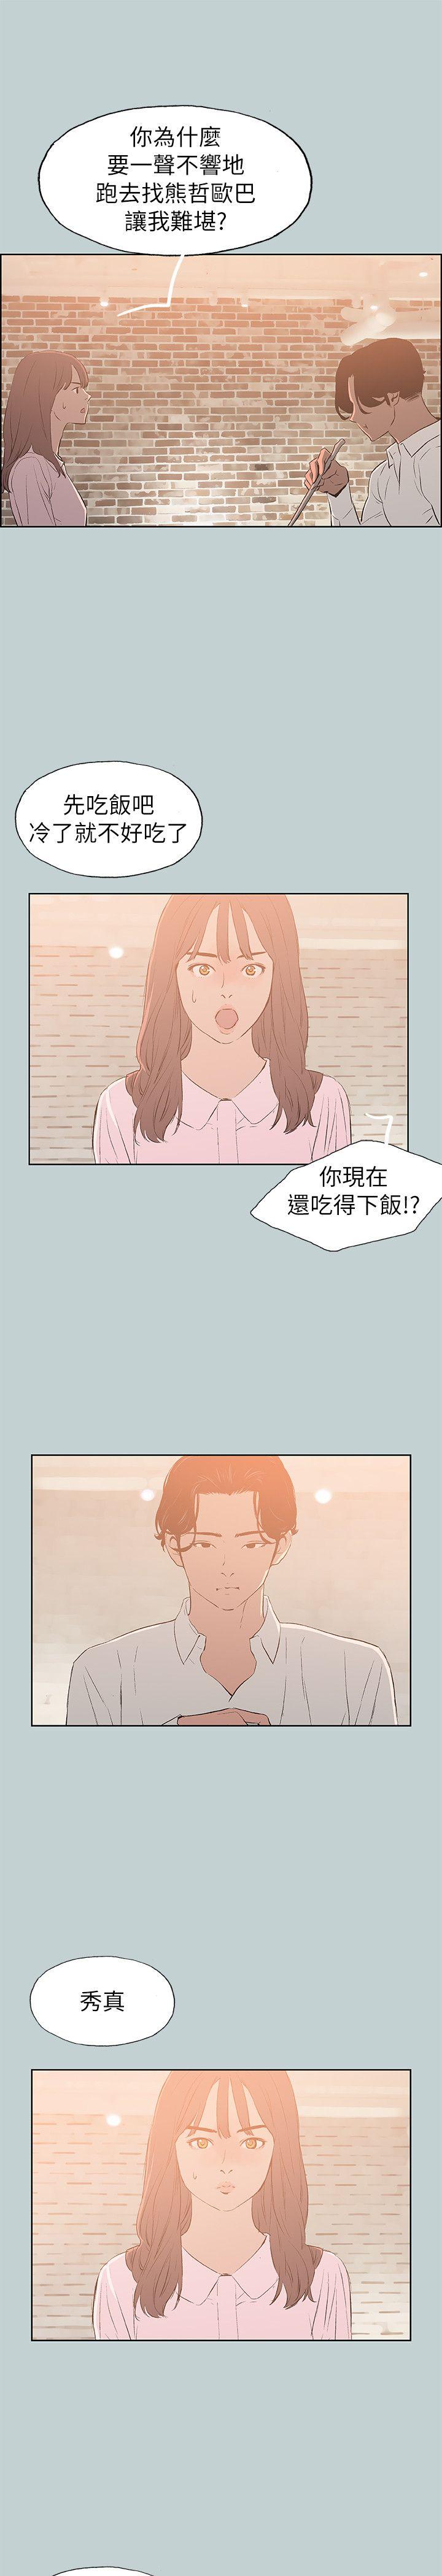 你為什麼
要一聲不響地
跑去找熊哲歐巴
讓我難堪?
先吃飯吧
冷了就不好吃了
你現在
還吃得下飯!?
秀真